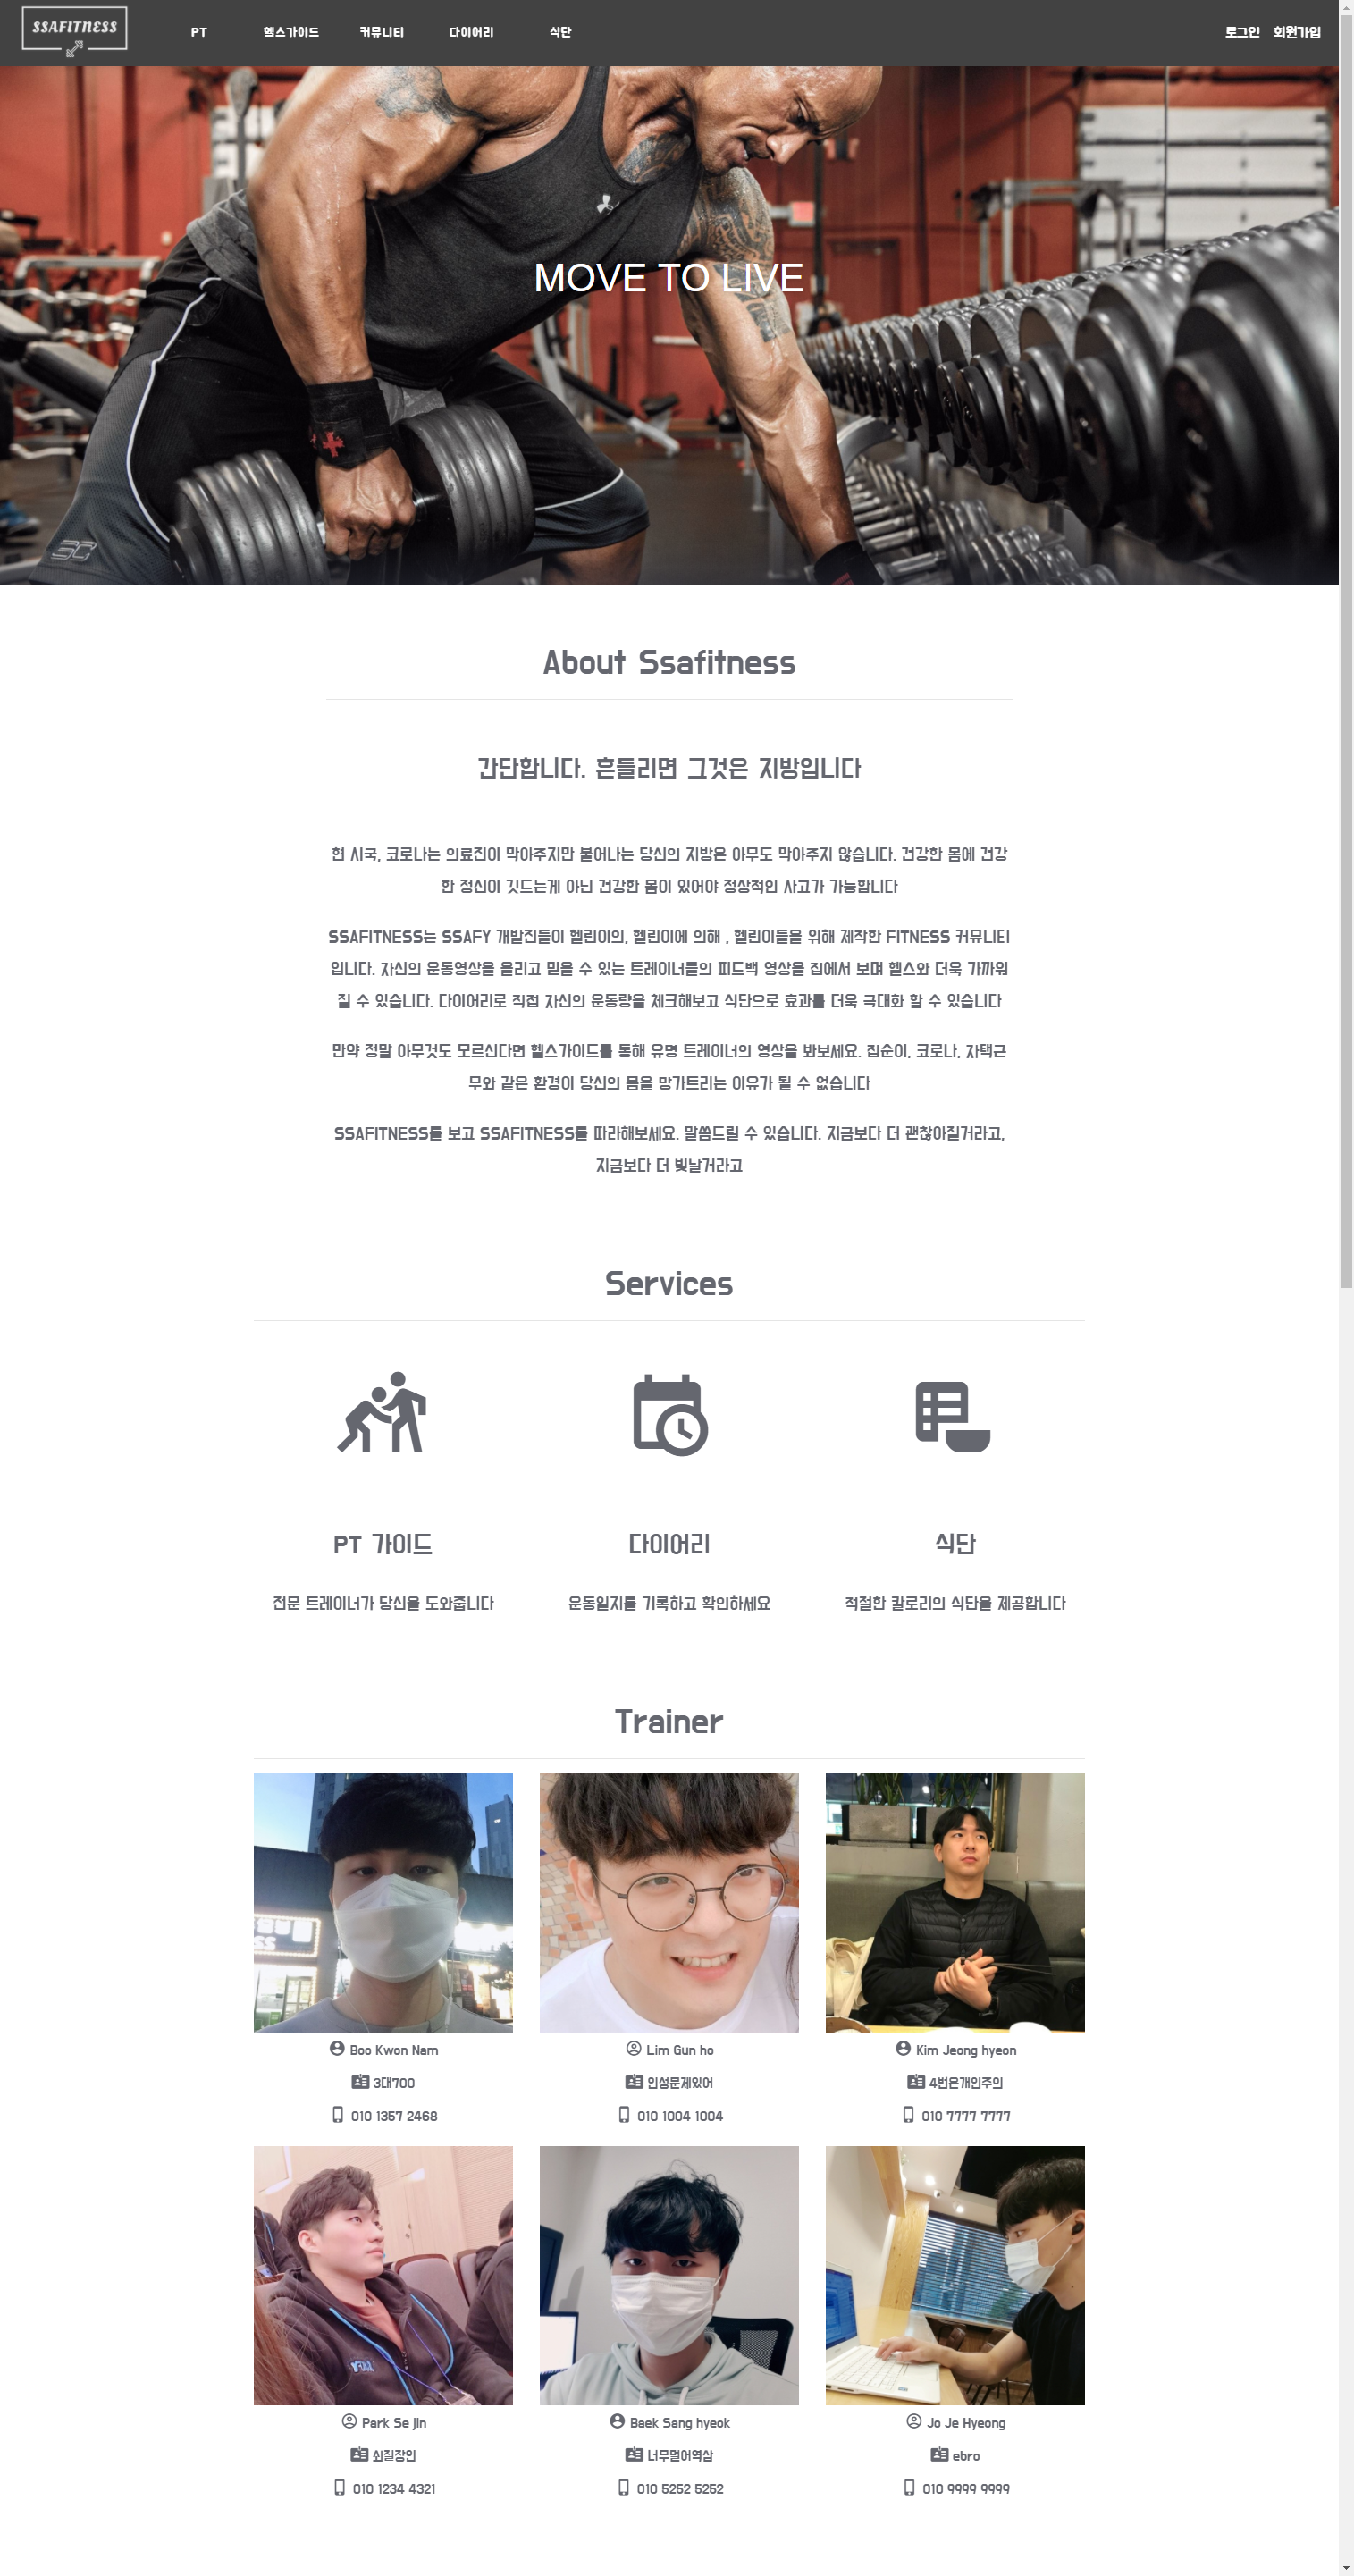 SSAFITNESS
PT 헬스가이드 커뮤니티 다이어리 식단 로그인 회원가입
MOVE TO LIVE
About Ssafitness
간단합니다. 흔들리면 그것은 지방입니다
현 시국, 코로나는 의료진이 막아주지만 불어나는 당신의 지방은 아무도 막아주지 않습니다. 건강한 몸에 건강
한 정신이 깃드는게 아닌 건강한 몸이 있어야 정상적인 사고가 가능합니다
SSAFITNESS는 SSAFY 개발진들이 헬린이의, 헬린이에 의해 , 헬린이들을 위해 제작한 FITNESS 커뮤니티
입니다. 자신의 운동영상을 올리고 믿을 수 있는 트레이너들의 피드백 영상을 집에서 보며 헬스와 더욱 가까워
질 수 있습니다. 다이어리로 직접 자신의 운동량을 체크해보고 식단으로 효과를 더욱 극대화 할 수 있습니다
만약 정말 아무것도 모르신다면 헬스가이드를 통해 유명 트레이너의 영상을 봐보세요. 집순이, 코로나, 자택근
무와 같은 환경이 당신의 몸을 망가트리는 이유가 될 수 없습니다
SSAFITNESS를 보고 SSAFITNESS를 따라해보세요. 말씀드릴 수 있습니다. 지금보다 더 괜찮아질거라고,
지금보다 더 빛날거라고
Services
PT 가이드 다이어리 식단
전문 트레이너가 당신을 도와줍니다 운동일지를 기록하고 확인하세요 적절한 칼로리의 식단을 제공합니다
Trainer
Boo Kwon Nam
3대700
010 1357 2468
Lim Gun ho
인성문제있어
010 1004 1004
Kim Jeong hyeon
4번은개인주의
010 7777 7777
Park Se jin
쇠질장인
010 1234 4321
Baek Sang hyeok
너무멀어역삼
010 5252 5252
Jo Je Hyeong
ebro
010 9999 9999